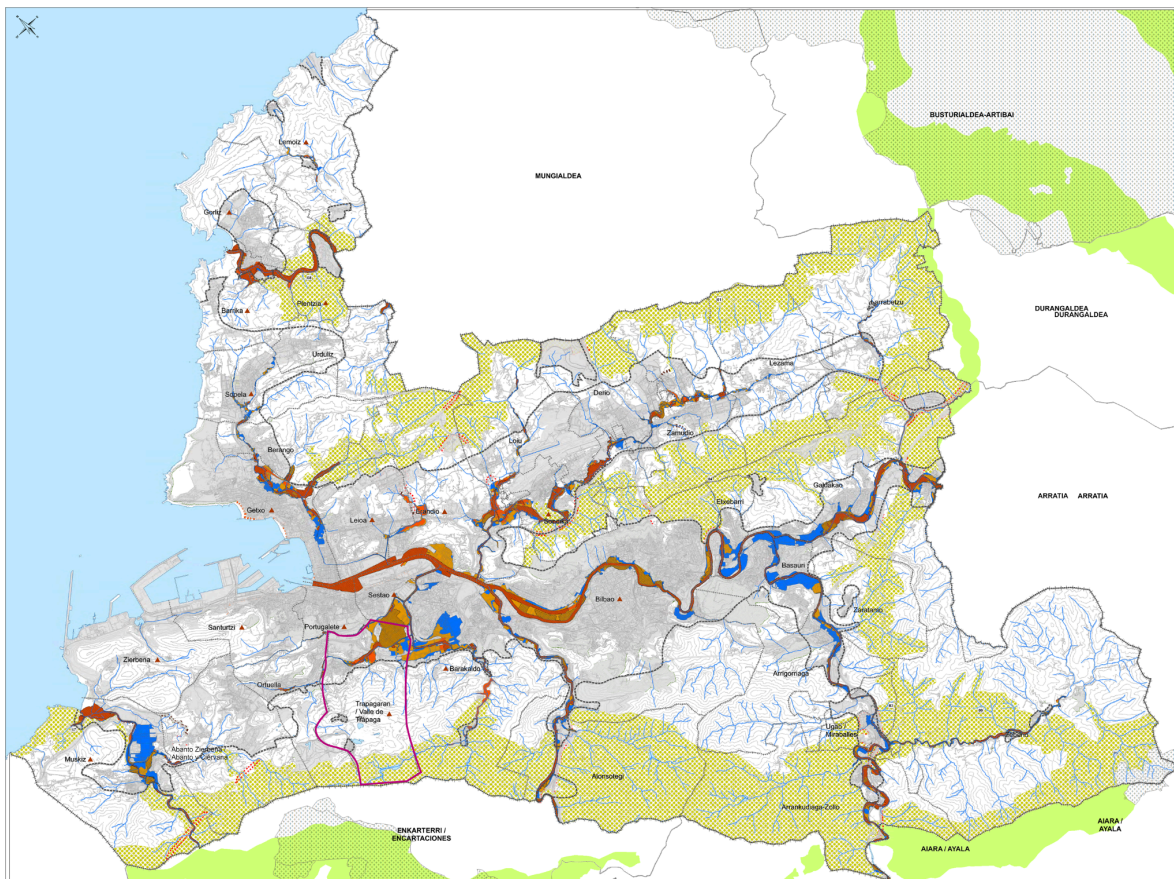 Lemoiz
BUSTURIALDEA-ARTIBAI
MUNGIALDEA
Gorliz
Plentzia
Barrika
Larrabetzu
DURANGALDEA
DURANGALDEA
Urduliz
Lezama
Sopela
Derio
Zamudio
Loiu
Berango
Galdakao
Etxebarri
ARRATIA
ARRATIA
Getxo
Leioa
Erandio
Sondika
Basauri
Sestao
Bilbao
Zaratamo
Santurtzi
Portugalete
Zierbena
Barakaldo
Arrigorriaga
Ortuella
Trapagaran
/ Valle de
Trápaga
Ugao /
Miraballes
Zeberio
Abanto Zierbena /
Abanto y Ciérvana
Muskiz
Alonsotegi
Arrankudiaga-Zollo
ENKARTERRI /
ENCARTACIONES
AIARA /
AYALA
AIARA / AYALA